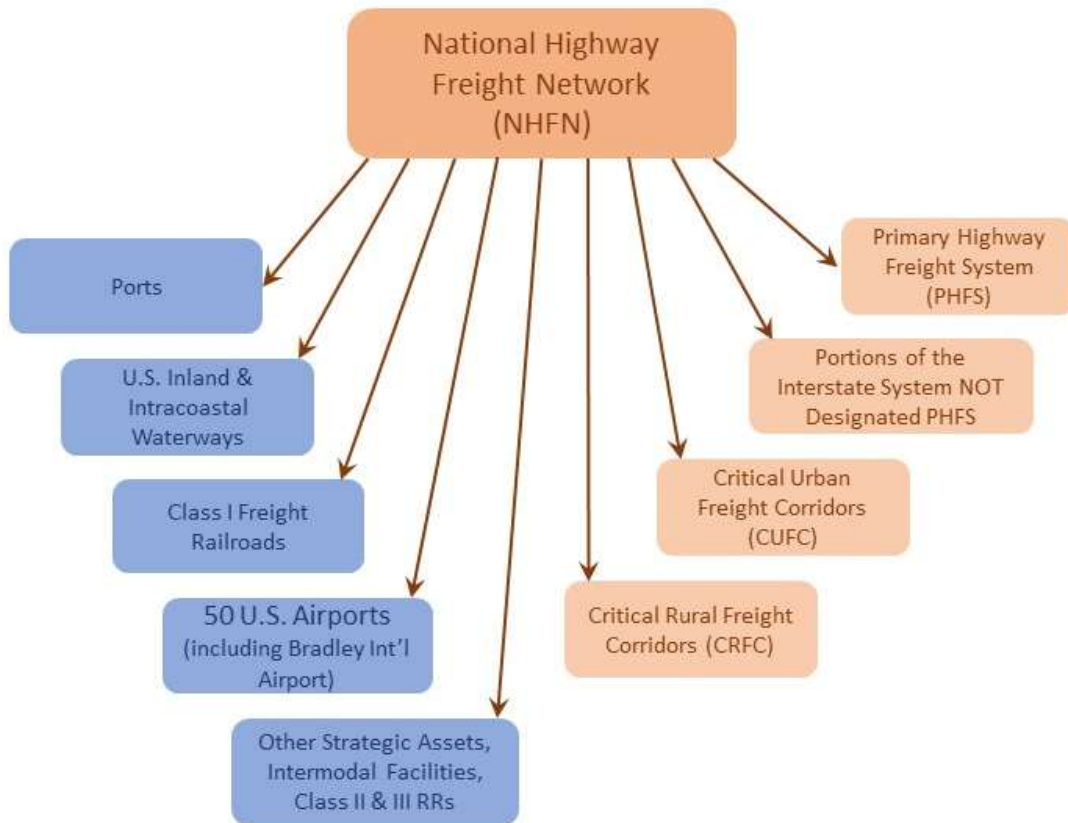 National Highway
Freight Network
(NHFN)
Ports
U.S. Inland &
Intracoastal
Waterways
Class I Freight
Railroads
50 U.S. Airports
(including Bradley Int’l
Airport)
Other Strategic Assets,
Intermodal Facilities,
Class II & III RRs
Primary Highway
Freight System
(PHFS)
Portions of the
Interstate System NOT
Designated PHFS
Critical Urban
Freight Corridors
(CUFC)
Critical Rural Freight
Corridors (CRFC)